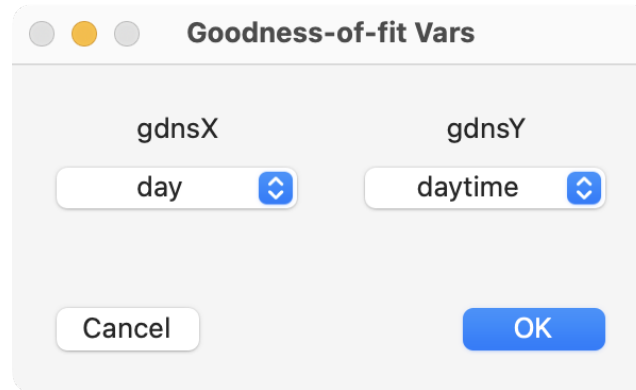 Goodness-of-fit Vars
gdnsX gdnsY
day daytime
Cancel OK